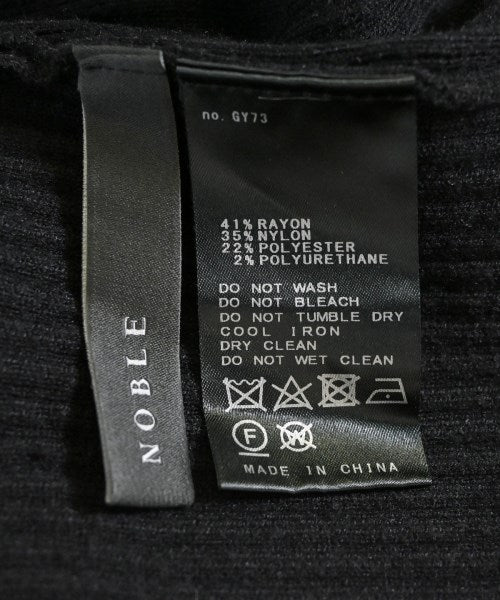 NOBLE
no. GY73
41% RAYON
35% NYLON
22% POLYESTER
2% POLYURETHANE
DO NOT WASH
DO NOT BLEACH
DO NOT TUMBLE DRY
COOL IRON
DRY CLEAN
DO NOT WET CLEAN
F W
MADE IN CHINA